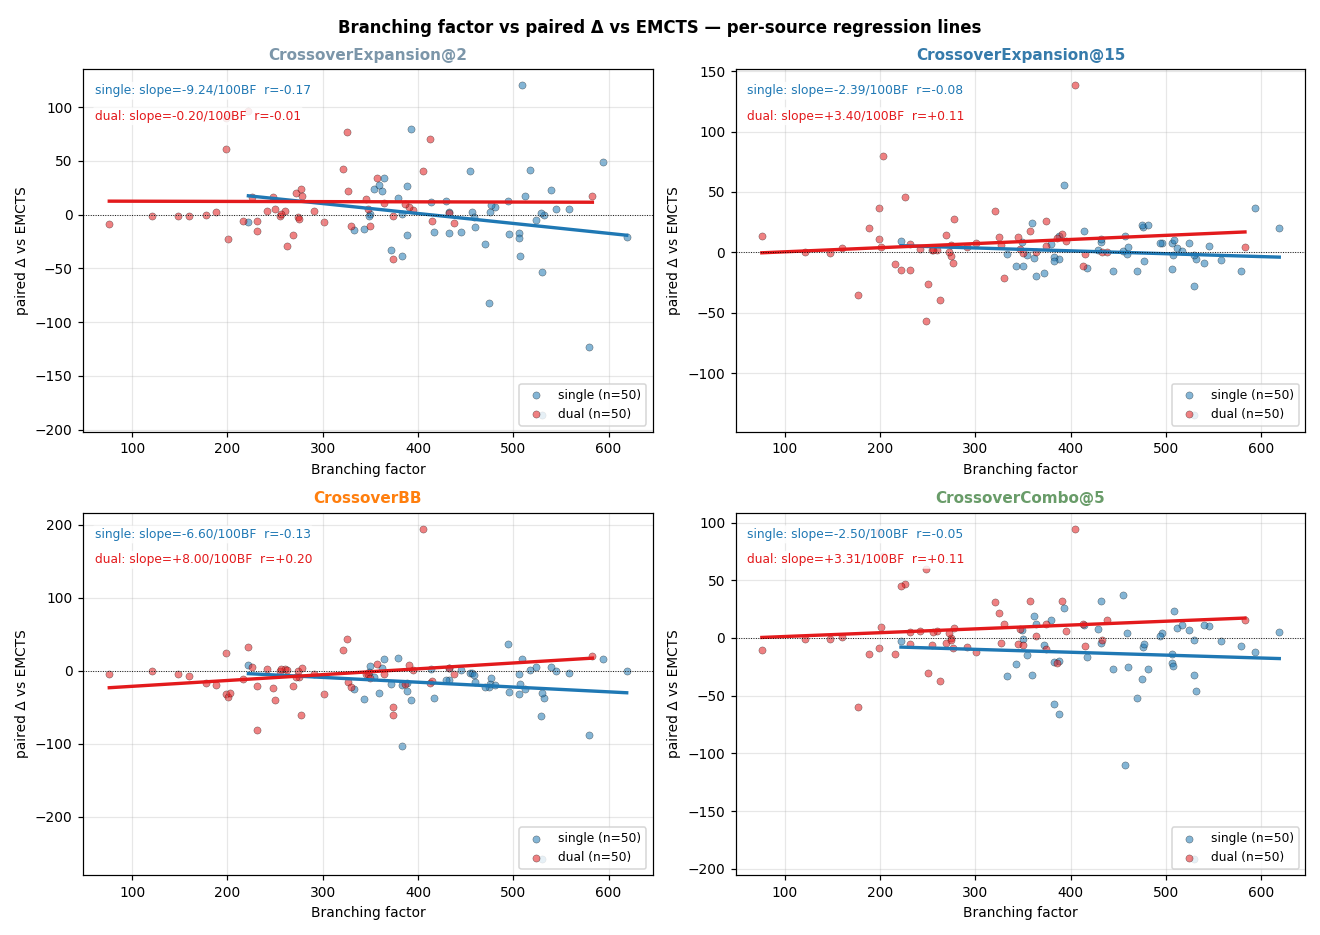 Branching factor vs paired Δ vs EMCTS — per-source regression lines
CrossoverExpansion@2
single: slope=-9.24/100BF r=-0.17
dual: slope=-0.20/100BF r=-0.01
100
50
0
−50
−100
−150
−200
paired Δ vs EMCTS
single (n=50)
dual (n=50)
100 200 300 400 500 600
Branching factor
CrossoverExpansion@15
single: slope=-2.39/100BF r=-0.08
dual: slope=+3.40/100BF r=+0.11
150
100
50
0
−50
−100
paired Δ vs EMCTS
single (n=50)
dual (n=50)
100 200 300 400 500 600
Branching factor
CrossoverBB
single: slope=-6.60/100BF r=-0.13
dual: slope=+8.00/100BF r=+0.20
200
100
0
−100
−200
paired Δ vs EMCTS
single (n=50)
dual (n=50)
100 200 300 400 500 600
Branching factor
CrossoverCombo@5
single: slope=-2.50/100BF r=-0.05
dual: slope=+3.31/100BF r=+0.11
100
50
0
−50
−100
−150
−200
paired Δ vs EMCTS
single (n=50)
dual (n=50)
100 200 300 400 500 600
Branching factor